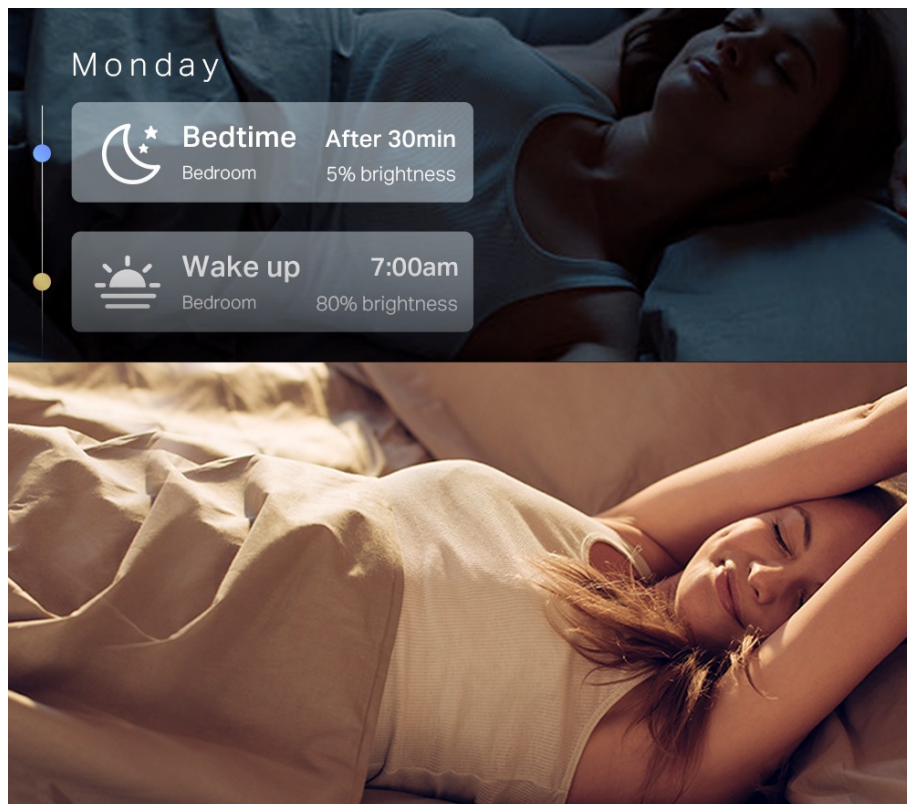 Monday
Bedtime After 30min
Bedroom 5% brightness
Wake up 7:00am
Bedroom 80% brightness